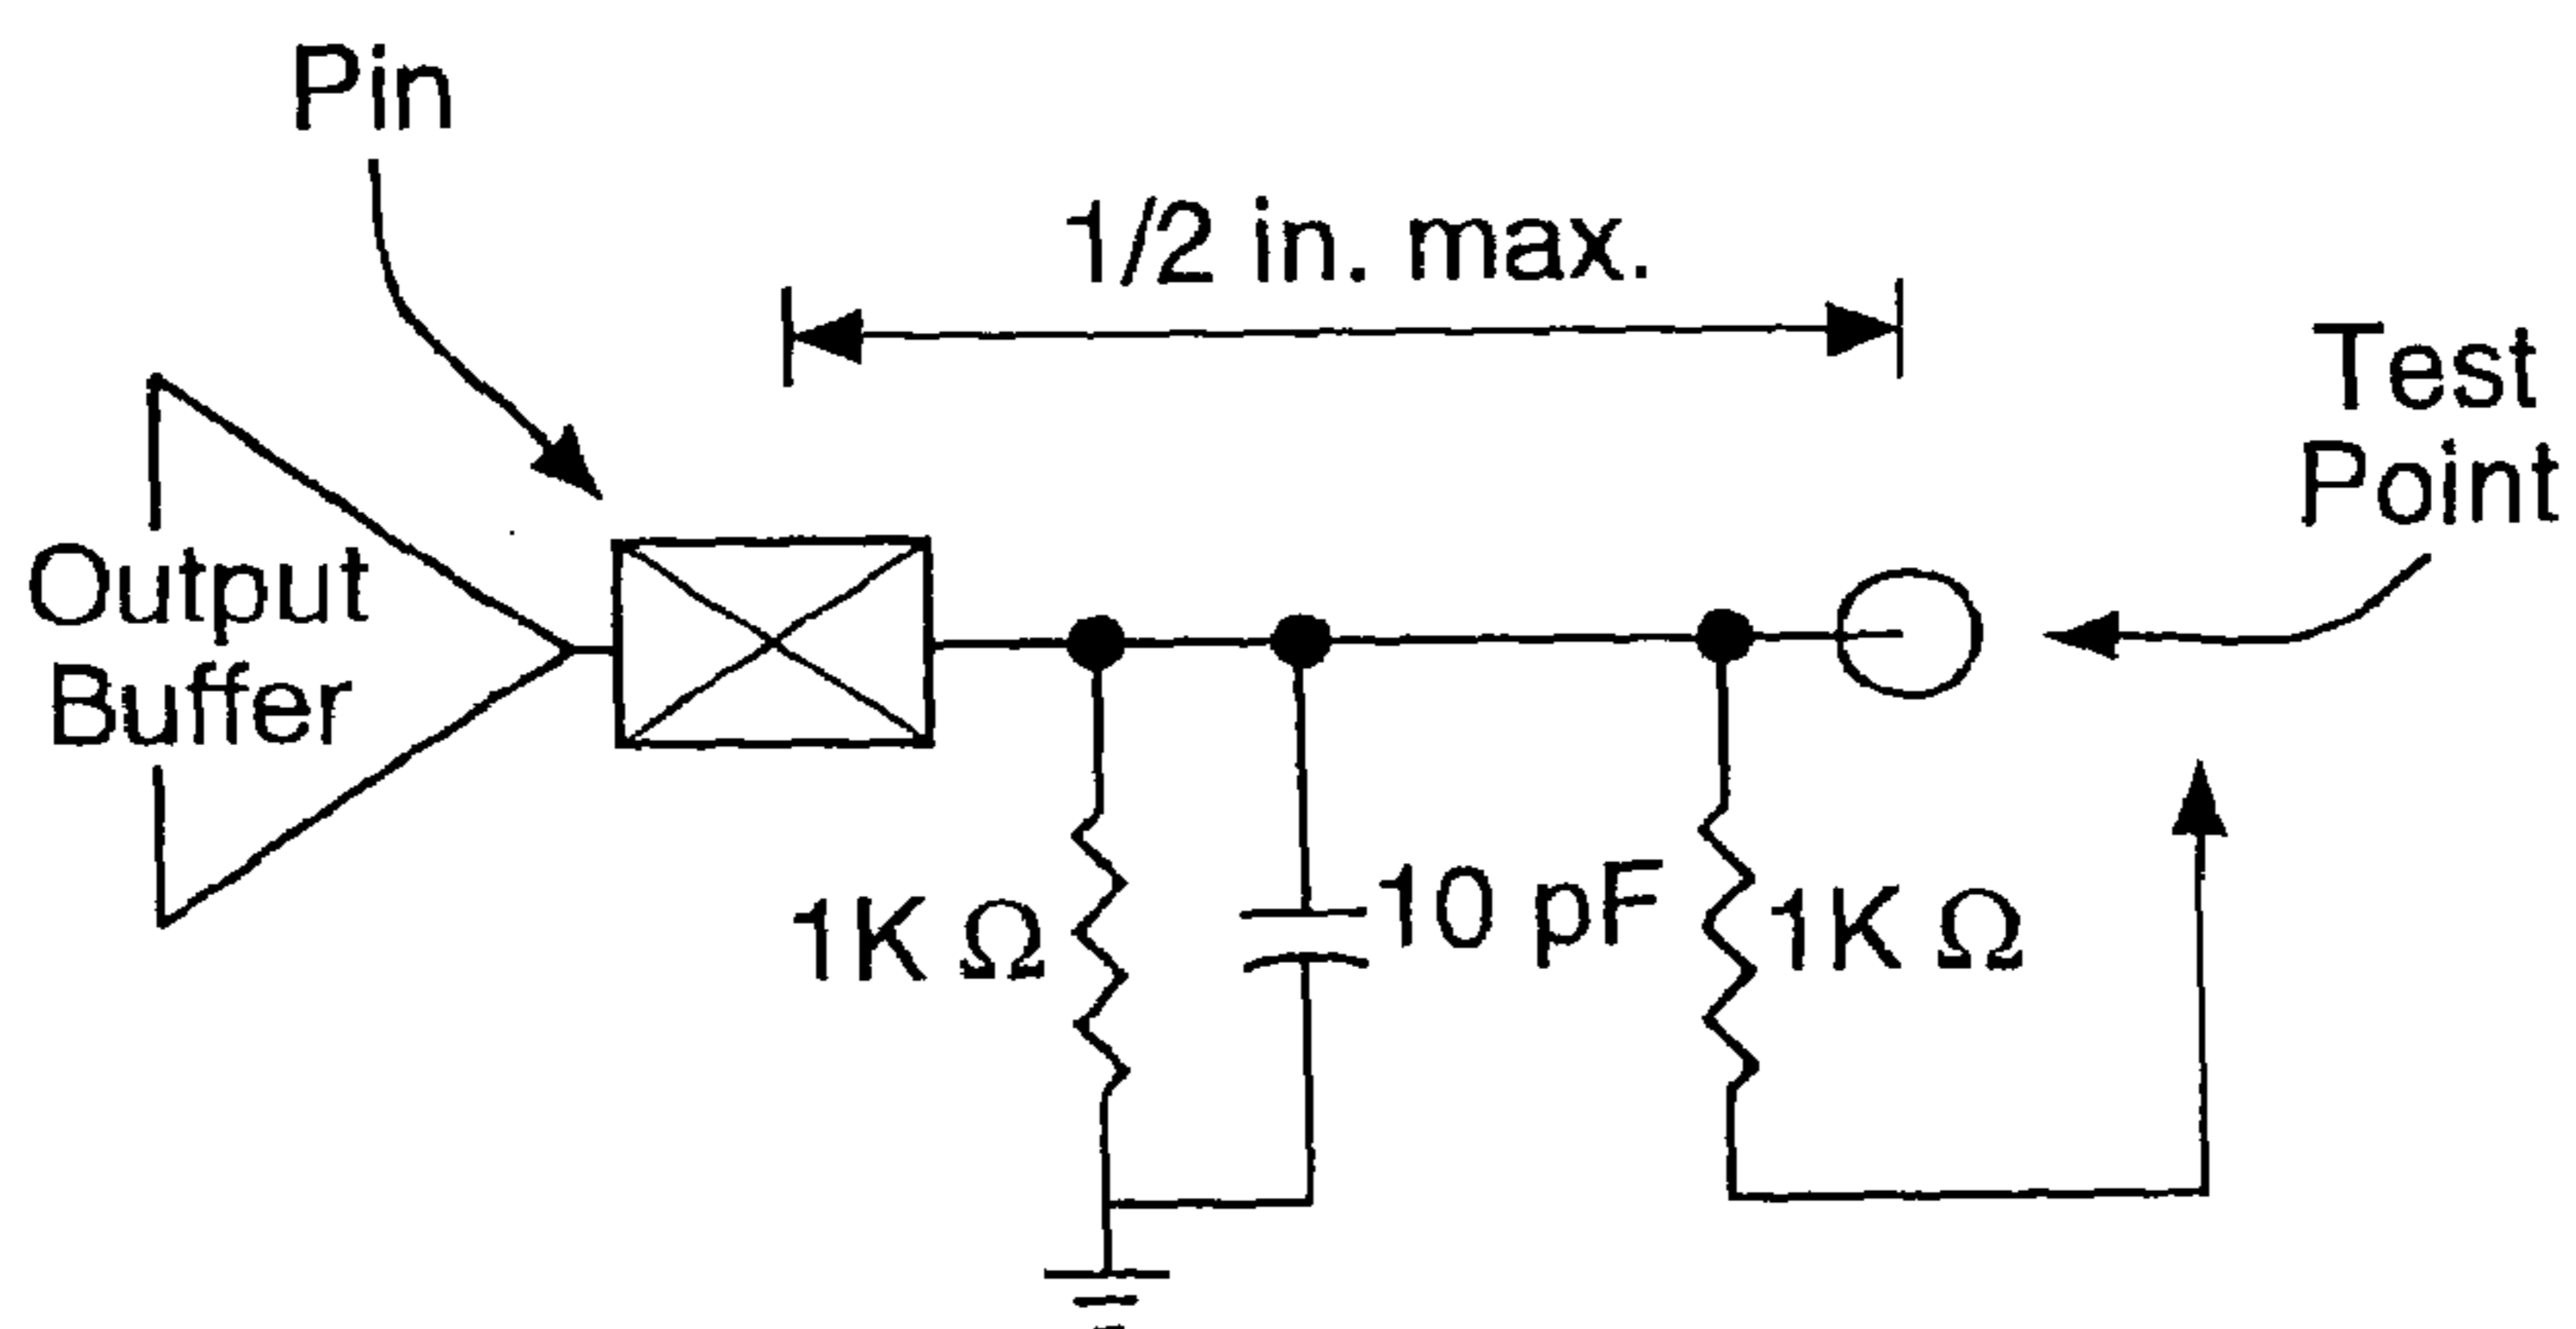 Pin
1/2 in. max.
Test
Point
Output
Buffer
1K Ω
10 pF
1K Ω